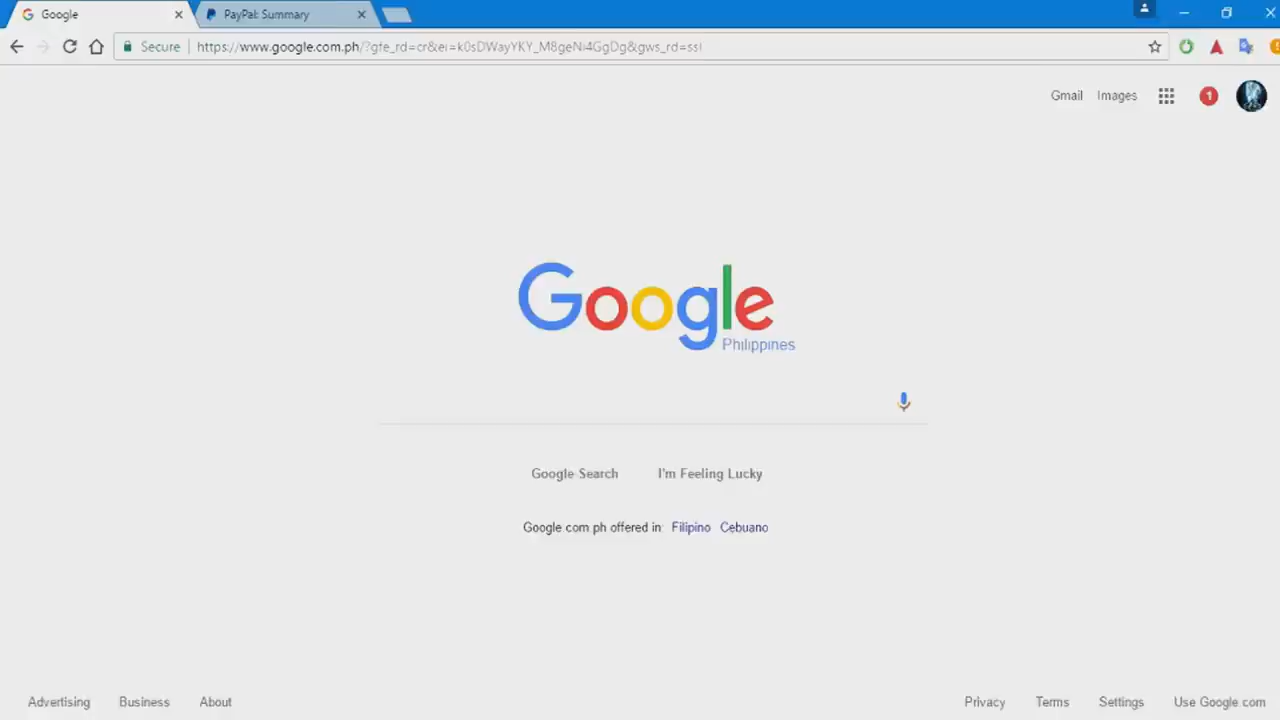 Google
PayPal: Summary
Secure
https://www.google.com.ph/?gfe_rd=cr&ei=k0sDWayYKY_M8geNi4GgDg&gws_rd=ssl
Gmail Images
1
Google
Philippines
Google Search I'm Feeling Lucky
Google com ph offered in: Filipino Cebuano
Advertising Business About
Privacy Terms Settings Use Google.com